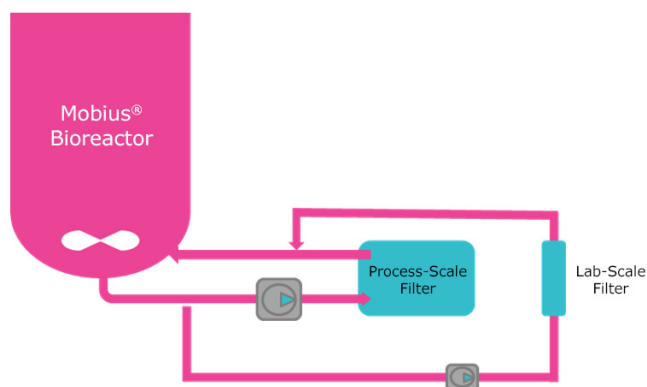 Mobius®
Bioreactor
Process-Scale
Filter
Lab-Scale
Filter